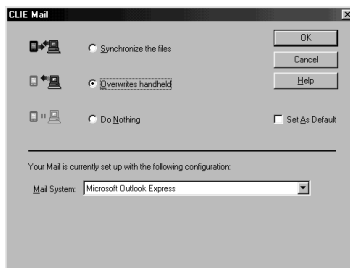 CLIE Mail
OK
Synchronize the files
Cancel
Overwrites handheld
Help
Do Nothing
Set As Default
Your Mail is currently set up with the following configuration:
Mail System: Microsoft Outlook Express